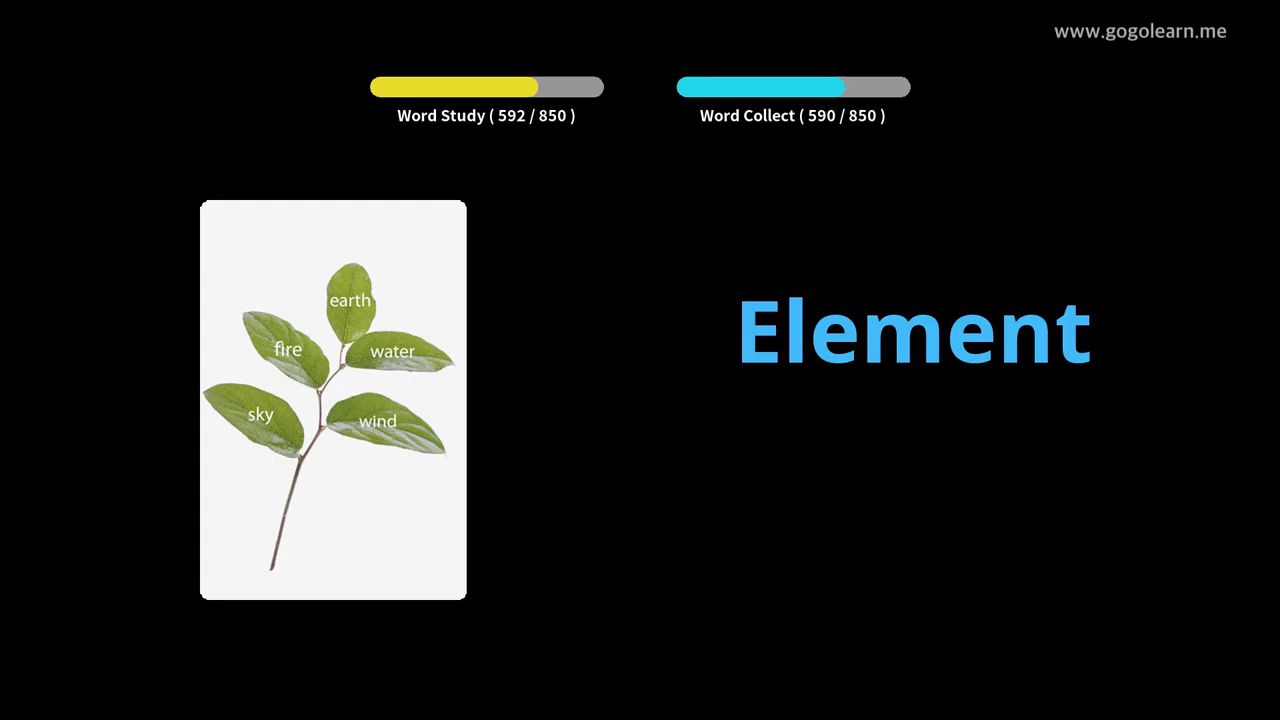 www.gogolearn.me
Word Study ( 592 / 850 )
Word Collect ( 590 / 850 )
earth
fire
water
sky
wind
Element